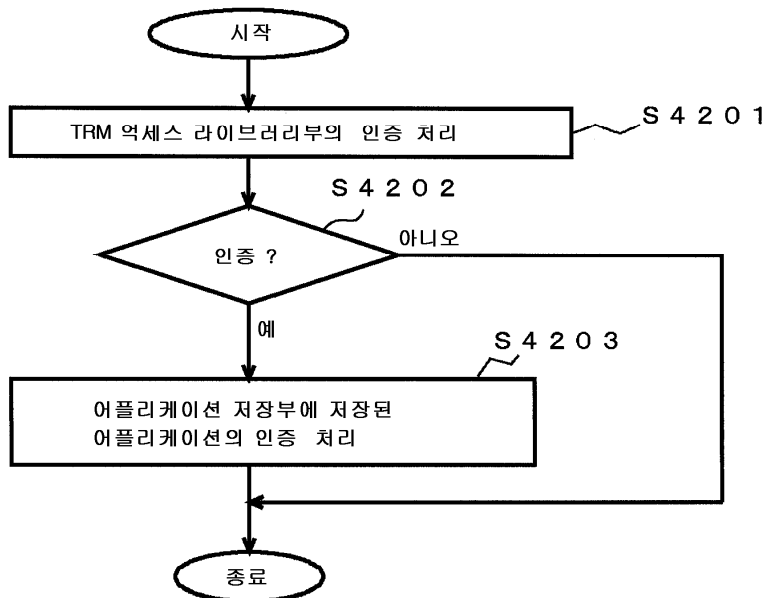 시작
TRM 억세스 라이브러리부의 인증 처리
S4201
S4202
인증 ?
아니오
예
S4203
어플리케이션 저장부에 저장된
어플리케이션의 인증 처리
종료